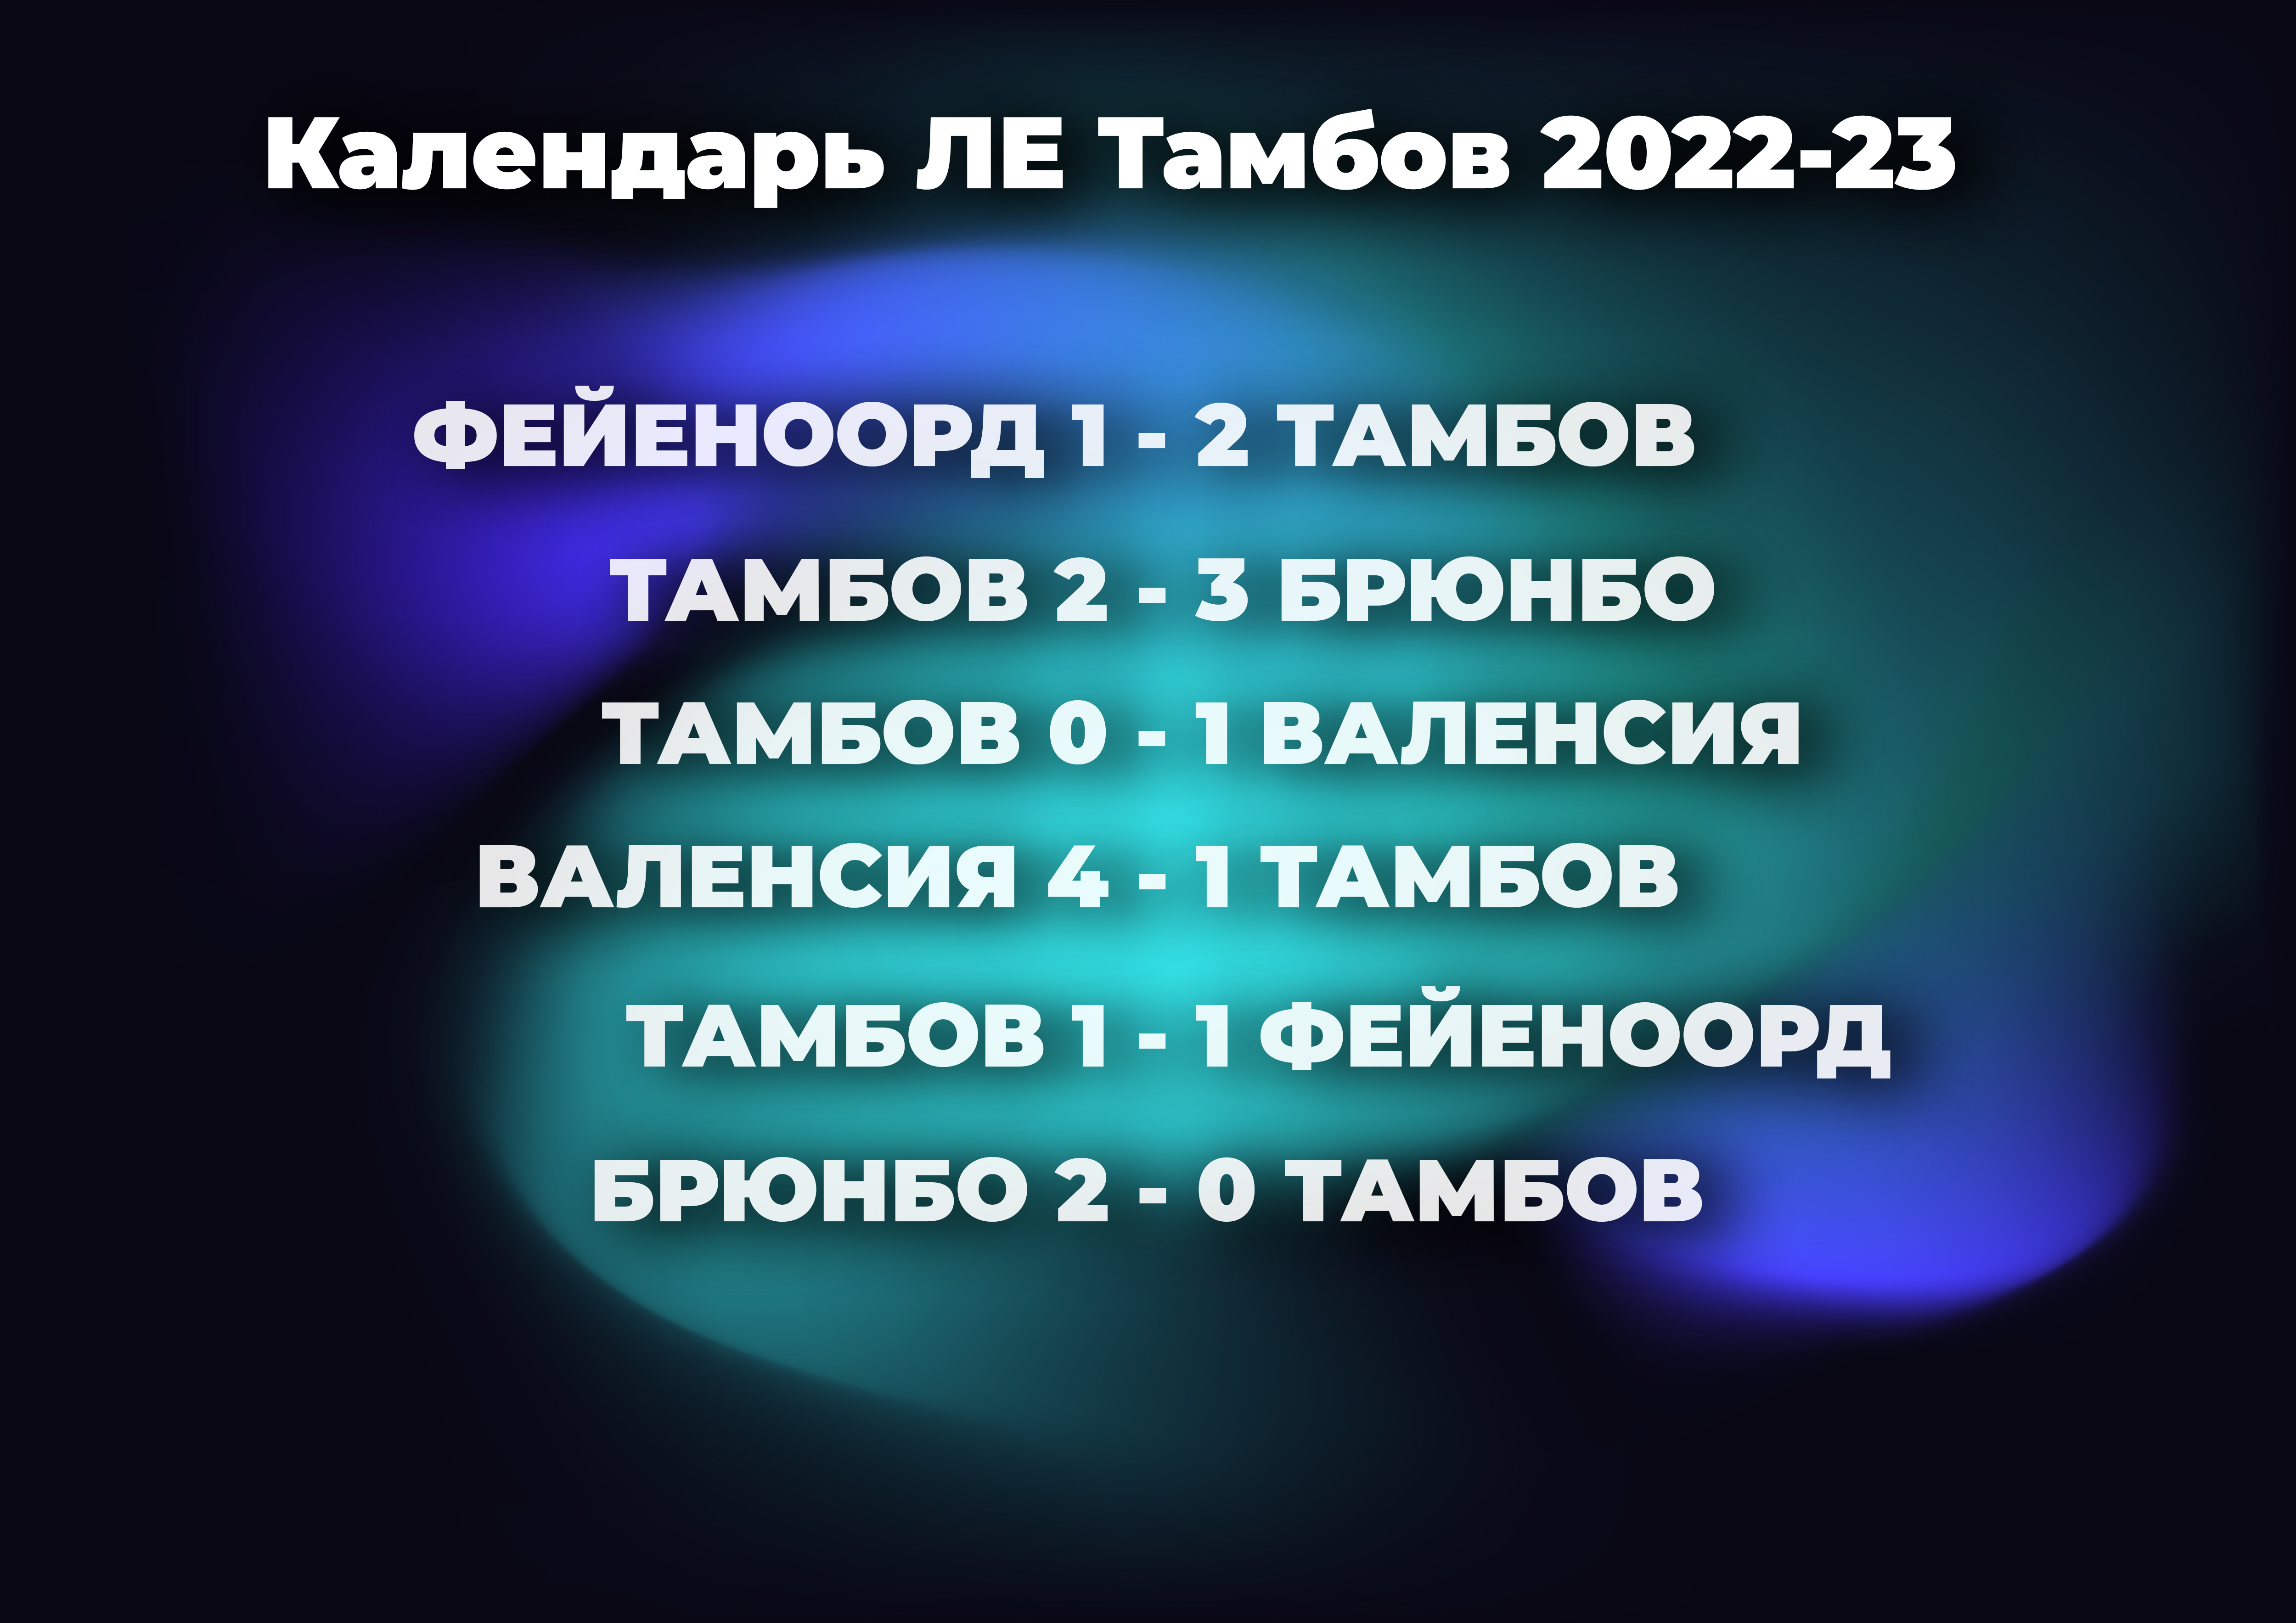 Календарь ЛЕ Тамбов 2022-23
ФЕЙЕНООРД 1 - 2 ТАМБОВ
ТАМБОВ 2 - 3 БРЮНБО
ТАМБОВ 0 - 1 ВАЛЕНСИЯ
ВАЛЕНСИЯ 4 - 1 ТАМБОВ
ТАМБОВ 1 - 1 ФЕЙЕНООРД
БРЮНБО 2 - 0 ТАМБОВ